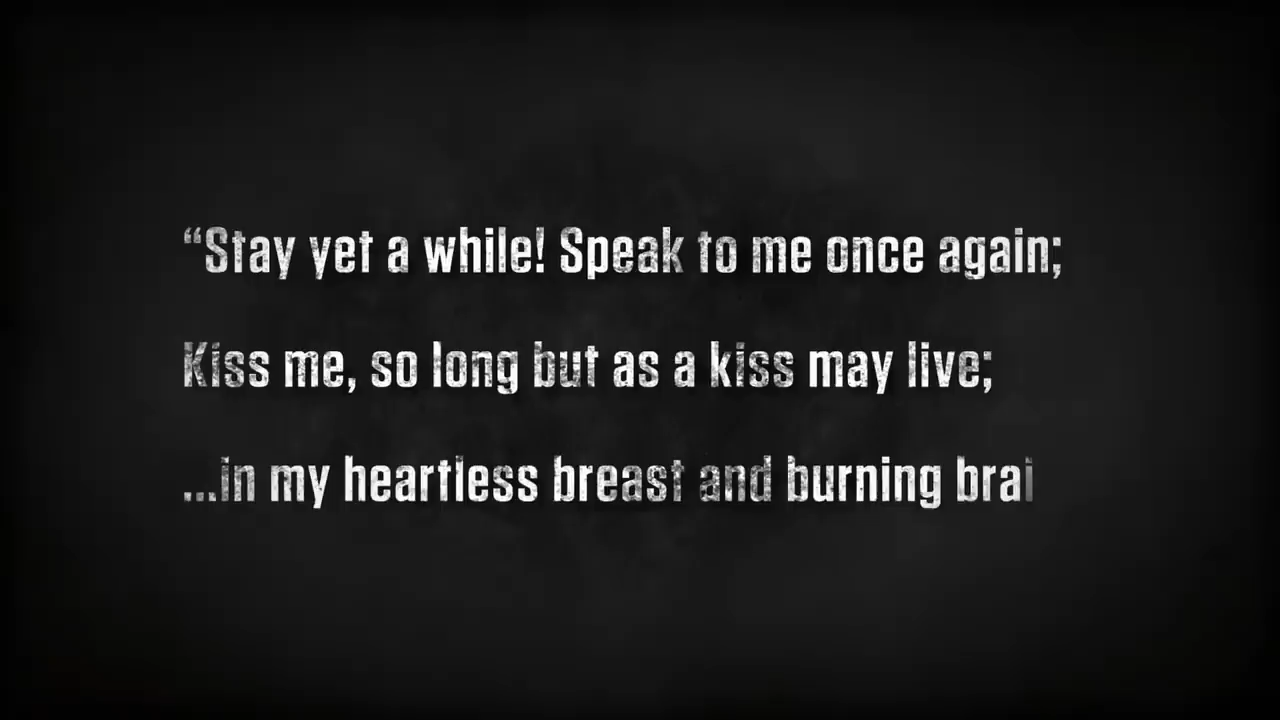 “Stay yet a while! Speak to me once again;
Kiss me, so long but as a kiss may live;
...in my heartless breast and burning brai